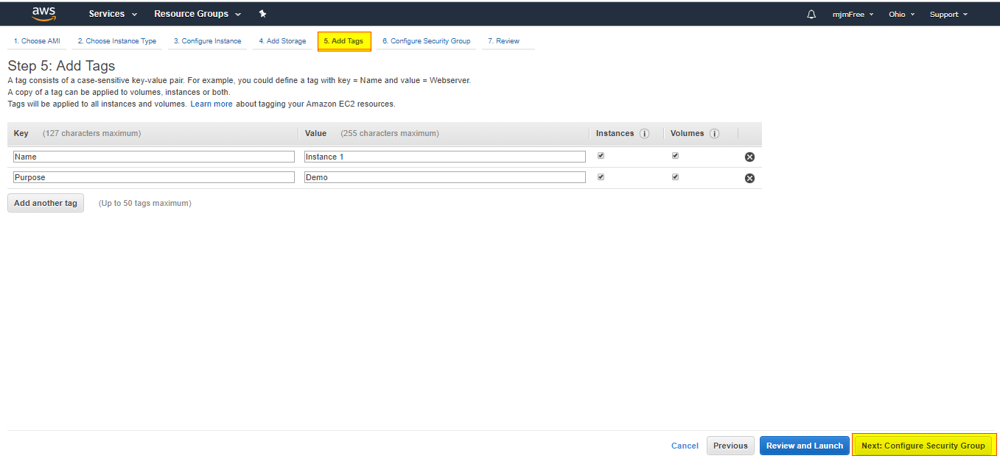 aws Services Resource Groups mjmFree Ohio Support
1. Choose AMI 2. Choose Instance Type 3. Configure Instance 4. Add Storage 5. Add Tags 6. Configure Security Group 7. Review
Step 5: Add Tags
A tag consists of a case-sensitive key-value pair. For example, you could define a tag with key = Name and value = Webserver.
A copy of a tag can be applied to volumes, instances or both.
Tags will be applied to all instances and volumes. Learn more about tagging your Amazon EC2 resources.
Key (127 characters maximum) Value (255 characters maximum) Instances i Volumes i
Name Instance 1
Purpose Demo
Add another tag (Up to 50 tags maximum)
Cancel Previous Review and Launch Next: Configure Security Group